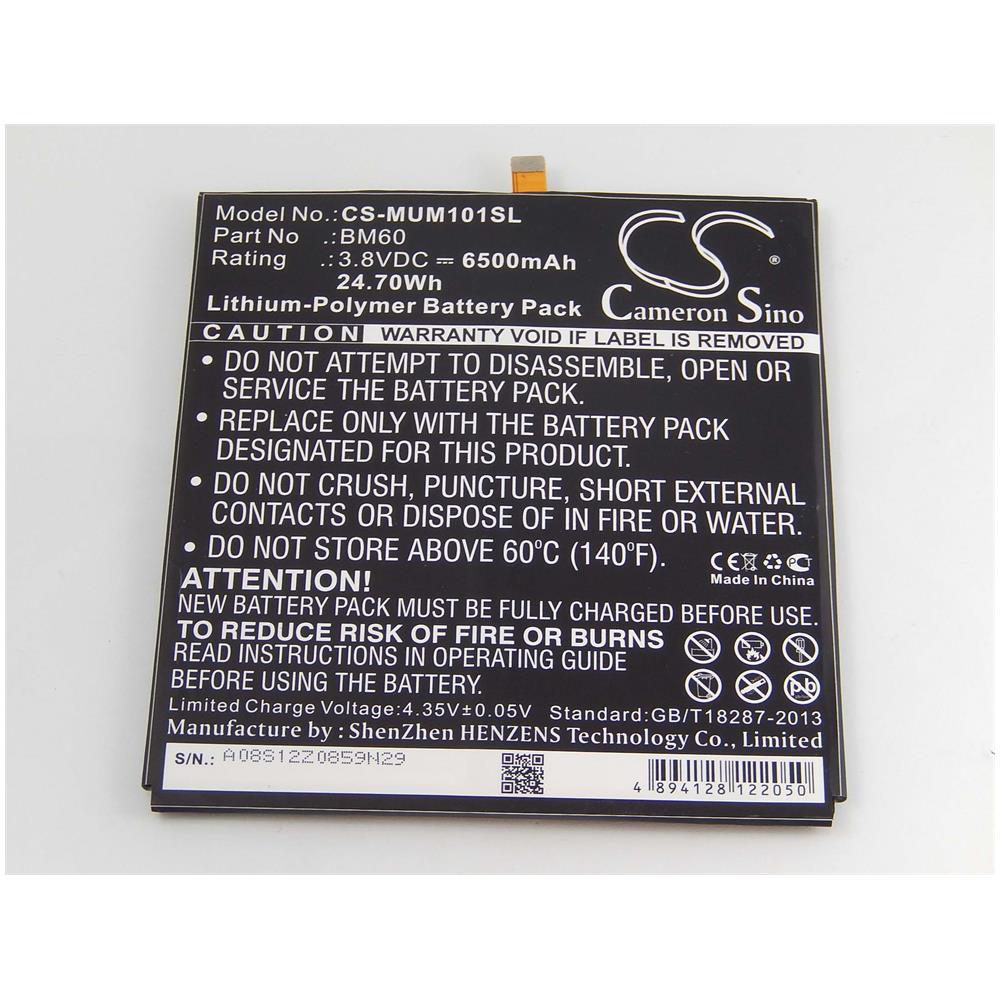 Model No.: CS-MUM101SL
Part No .: BM60
Rating : 3.8VDC ⎓ 6500mAh
24.70Wh
Lithium-Polymer Battery Pack
CS ®
Cameron Sino
CAUTION WARRANTY VOID IF LABEL IS REMOVED
• DO NOT ATTEMPT TO DISASSEMBLE, OPEN OR
SERVICE THE BATTERY PACK.
• REPLACE ONLY WITH THE BATTERY PACK
DESIGNATED FOR THIS PRODUCT.
• DO NOT CRUSH, PUNCTURE, SHORT EXTERNAL
CONTACTS OR DISPOSE OF IN FIRE OR WATER.
• DO NOT STORE ABOVE 60°C (140°F).
CE PCT
Made In China
ATTENTION!
NEW BATTERY PACK MUST BE FULLY CHARGED BEFORE USE.
TO REDUCE RISK OF FIRE OR BURNS
READ INSTRUCTIONS IN OPERATING GUIDE
BEFORE USING THE BATTERY.
Pb
Limited Charge Voltage:4.35V±0.05V Standard:GB/T18287-2013
Manufacture by : ShenZhen HENZENS Technology Co., Limited
S/N.: A08S12Z0859N29
4 894128 122050